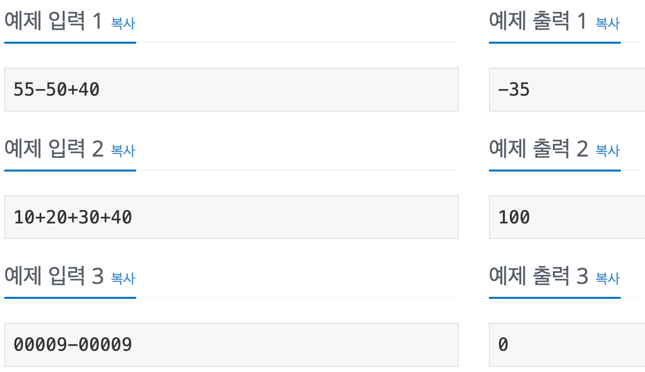 예제 입력 1 복사
예제 출력 1 복사
55-50+40
-35
예제 입력 2 복사
예제 출력 2 복사
10+20+30+40
100
예제 입력 3 복사
예제 출력 3 복사
00009-00009
0